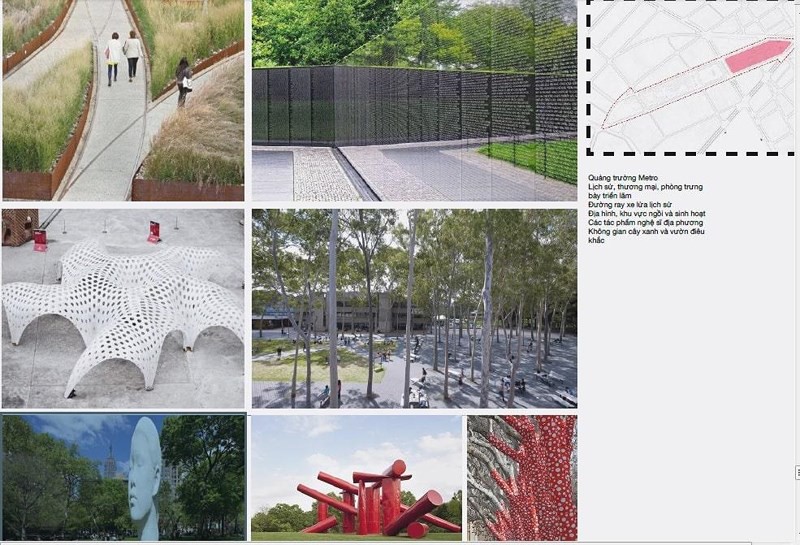 Quảng trường Metro
Lịch sử, thương mại, phòng trưng
bày triển lãm
Đường ray xe lửa lịch sử
Địa hình, khu vực ngồi và sinh hoạt
Các tác phẩm nghệ sĩ địa phương
Không gian cây xanh và vườn điêu
khắc